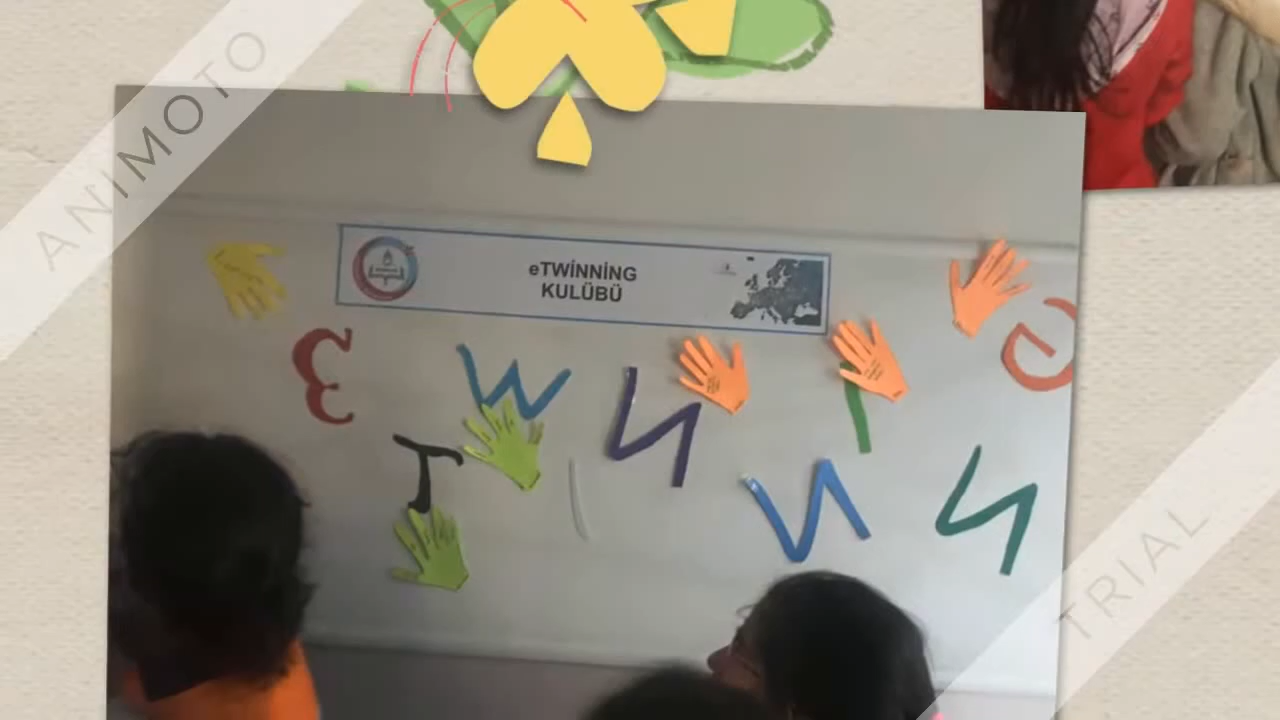 ANIMOTO
eTWİNNİNG
KULÜBÜ
E T W I N N I N G
TRIAL